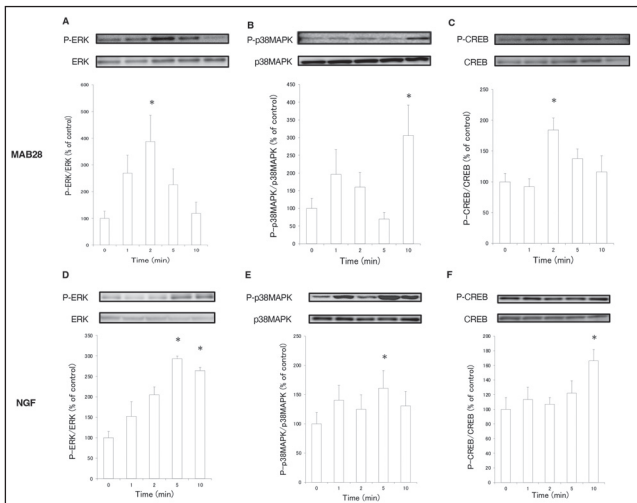 A
P-ERK
ERK
P-ERK/ERK (% of control)
600
500
400
300
200
100
0
*
0 1 2 5 10
Time (min)
B
P-p38MAPK
p38MAPK
P-p38MAPK/p38MAPK (% of control)
450
400
350
300
250
200
150
100
50
0
*
0 1 2 5 10
Time (min)
C
P-CREB
CREB
P-CREB/CREB (% of control)
250
200
150
100
50
0
*
0 1 2 5 10
Time (min)
MAB28
D
P-ERK
ERK
P-ERK/ERK (% of control)
350
300
250
200
150
100
50
0
* *
0 1 2 5 10
Time (min)
E
P-p38MAPK
p38MAPK
P-p38MAPK/p38MAPK (% of control)
300
250
200
150
100
50
0
*
0 1 2 5 10
Time (min)
F
P-CREB
CREB
P-CREB/CREB (% of control)
200
180
160
140
120
100
80
60
40
20
0
*
0 1 2 5 10
Time (min)
NGF